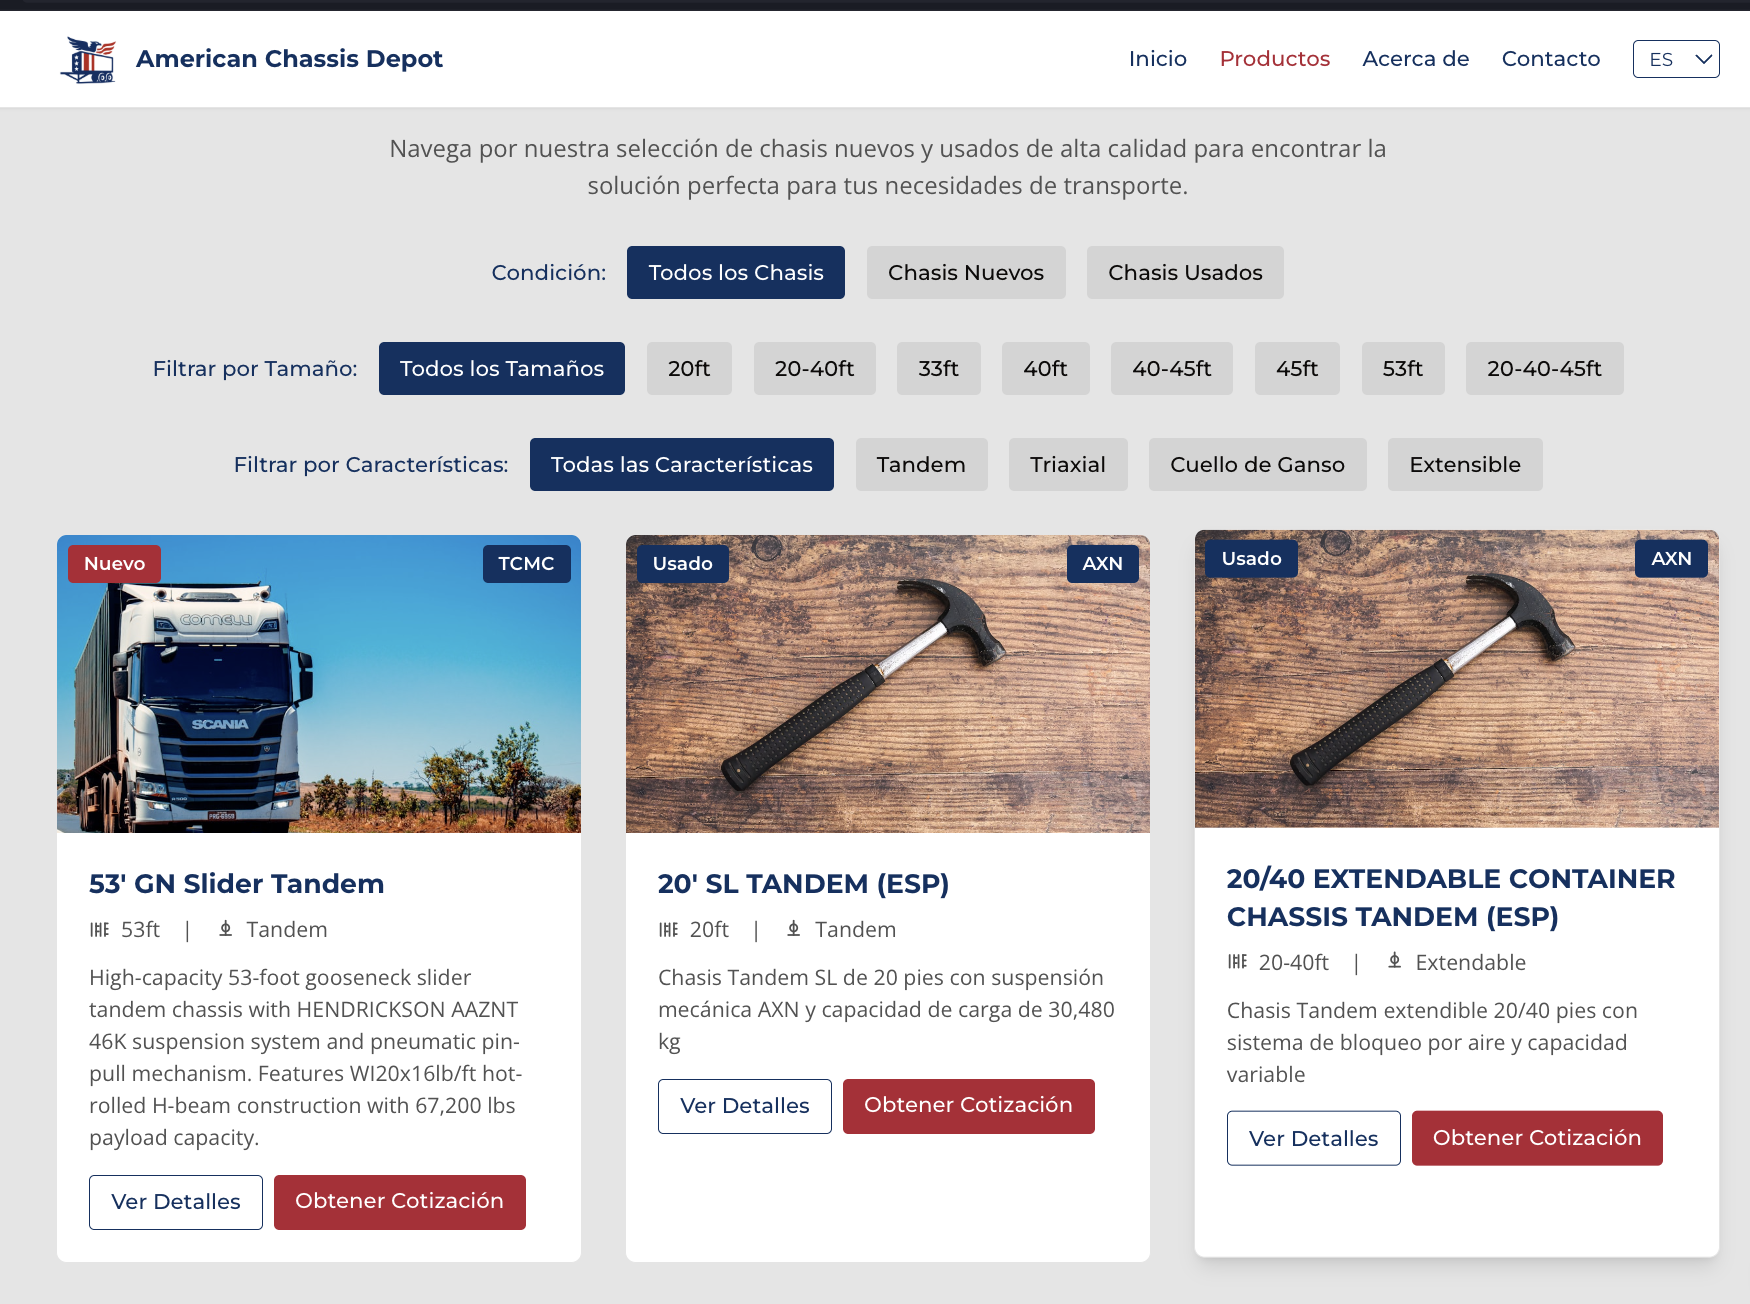 American Chassis Depot
Inicio Productos Acerca de Contacto ES
Navega por nuestra selección de chasis nuevos y usados de alta calidad para encontrar la
solución perfecta para tus necesidades de transporte.
Condición: Todos los Chasis Chasis Nuevos Chasis Usados
Filtrar por Tamaño: Todos los Tamaños 20ft 20-40ft 33ft 40ft 40-45ft 45ft 53ft 20-40-45ft
Filtrar por Características: Todas las Características Tandem Triaxial Cuello de Ganso Extensible
Nuevo TCMC
comelli
SCANIA
53' GN Slider Tandem
53ft | Tandem
High-capacity 53-foot gooseneck slider
tandem chassis with HENDRICKSON AAZNT
46K suspension system and pneumatic pin-
pull mechanism. Features WI20x16lb/ft hot-
rolled H-beam construction with 67,200 lbs
payload capacity.
Ver Detalles Obtener Cotización
Usado AXN
20' SL TANDEM (ESP)
20ft | Tandem
Chasis Tandem SL de 20 pies con suspensión
mecánica AXN y capacidad de carga de 30,480
kg
Ver Detalles Obtener Cotización
Usado AXN
20/40 EXTENDABLE CONTAINER
CHASSIS TANDEM (ESP)
20-40ft | Extendable
Chasis Tandem extendible 20/40 pies con
sistema de bloqueo por aire y capacidad
variable
Ver Detalles Obtener Cotización